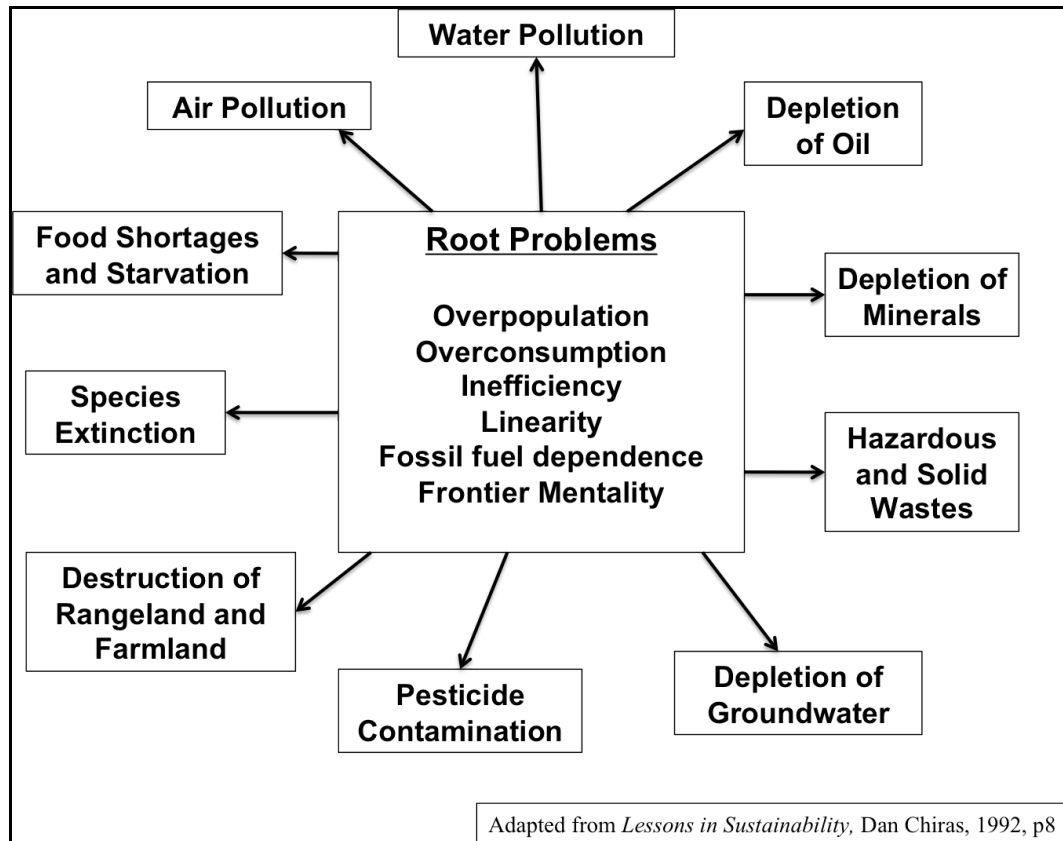 Water Pollution
Air Pollution
Depletion
of Oil
Food Shortages
and Starvation
Root Problems
Overpopulation
Overconsumption
Inefficiency
Linearity
Fossil fuel dependence
Frontier Mentality
Depletion of
Minerals
Species
Extinction
Hazardous
and Solid
Wastes
Destruction of
Rangeland and
Farmland
Pesticide
Contamination
Depletion of
Groundwater
Adapted from Lessons in Sustainability, Dan Chiras, 1992, p8